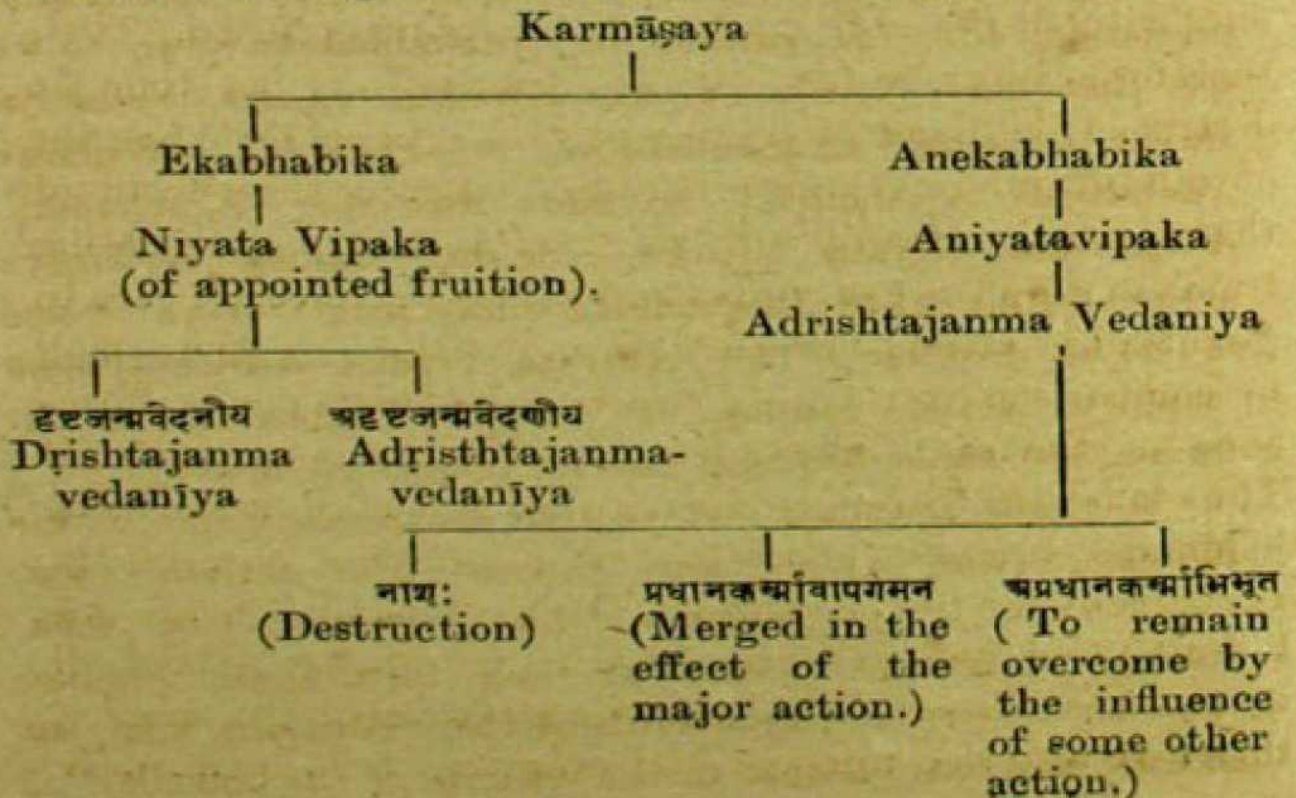 Karmāṣaya
Ekabhabika Anekabhabika
Nıyata Vipaka Aniyatavipaka
(of appointed fruition).
Adrishtajanma Vedaniya
दृष्टजन्मवेदनीय अदृष्टजन्मवेदणीय
Dṛishtajanma Adṛisthtajanma-
vedanīya vedanīya
नाशः प्रधानकर्म्मावापगमन अप्रधानकर्म्माभिभूत
(Destruction) (Merged in the ( To remain
effect of the overcome by
major action.) the influence
of some other
action.)